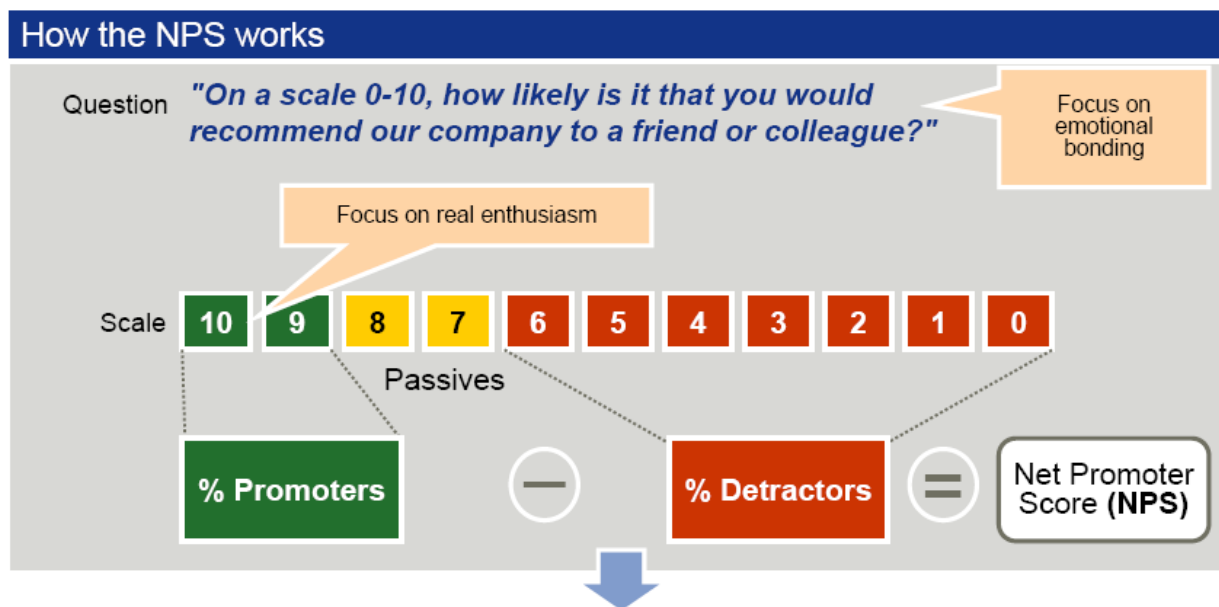 How the NPS works
Question
"On a scale 0-10, how likely is it that you would
recommend our company to a friend or colleague?"
Focus on
emotional
bonding
Focus on real enthusiasm
Scale 10 9 8 7 6 5 4 3 2 1 0
Passives
% Promoters — % Detractors =
Net Promoter
Score (NPS)